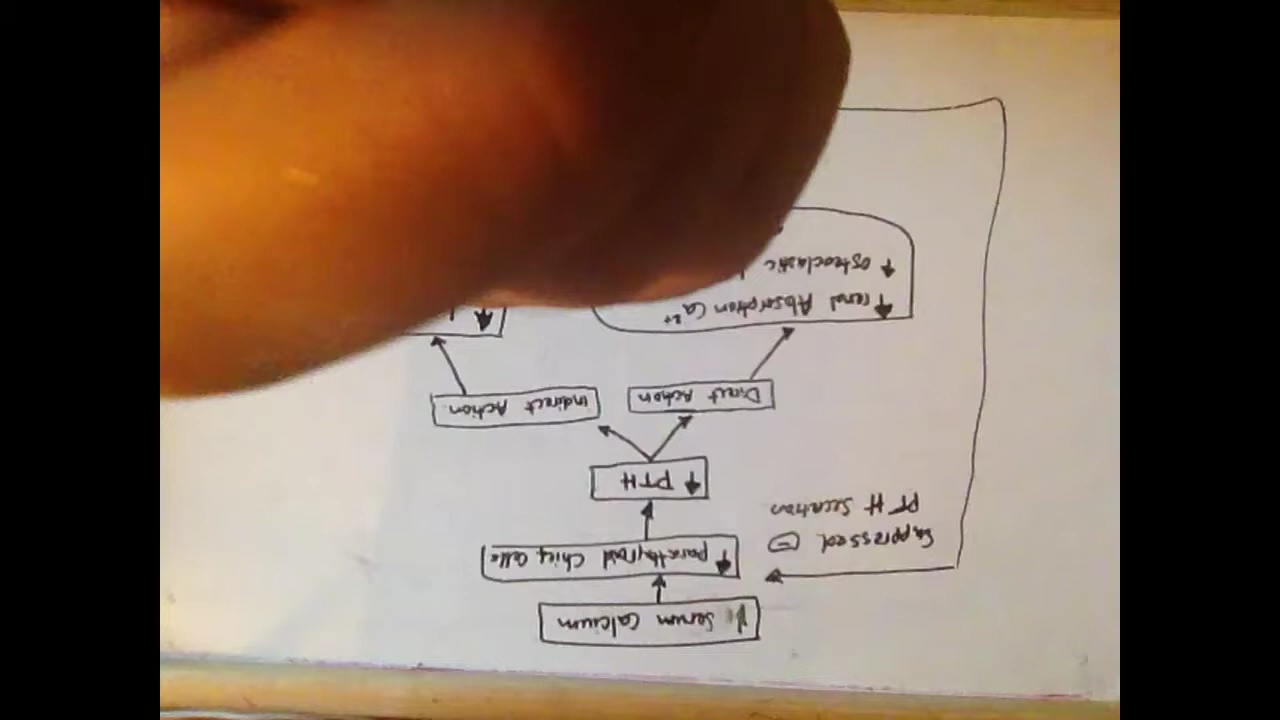 ↓ Serum Calcium
↑ parathyroid Chief Cells
Suppressed ⊖
PTH Secretion
↑ PTH
Direct Action
Indirect Action
↑ renal Absorption Ca²⁺
↑ osteoclastic
↑